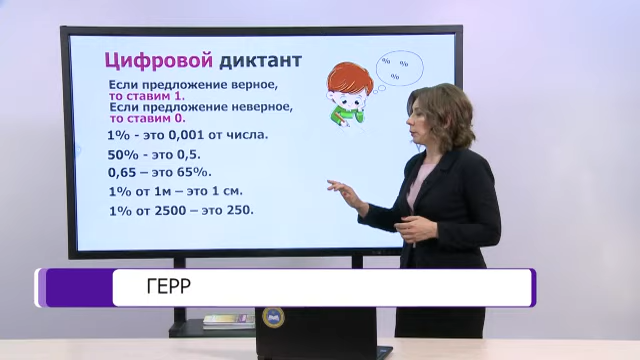 Цифровой диктант
Если предложение верное,
то ставим 1.
Если предложение неверное,
то ставим 0.
1% - это 0,001 от числа.
50% - это 0,5.
0,65 – это 65%.
1% от 1м – это 1 см.
1% от 2500 – это 250.
ГЕРР